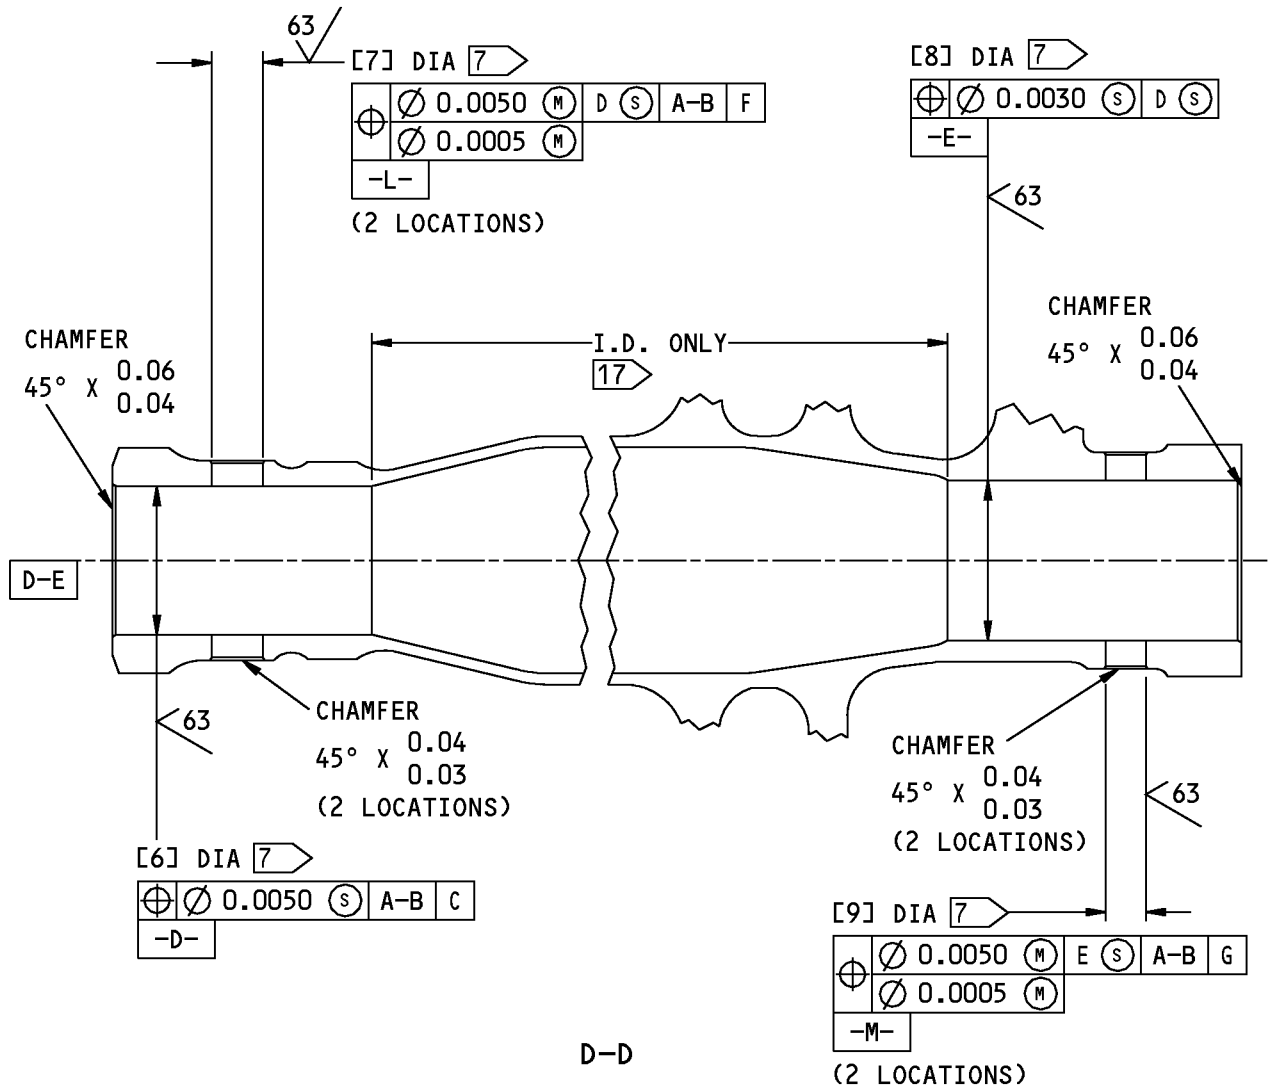 63
[7] DIA 7
⌖ ⌀ 0.0050 Ⓜ D Ⓢ A-B F
⌀ 0.0005 Ⓜ
-L-
(2 LOCATIONS)
[8] DIA 7
⌖ ⌀ 0.0030 Ⓢ D Ⓢ
-E-
63
CHAMFER
45° X 0.06
0.04
I.D. ONLY
17
CHAMFER
45° X 0.06
0.04
D-E
63
CHAMFER
45° X 0.04
0.03
(2 LOCATIONS)
CHAMFER
45° X 0.04
0.03
(2 LOCATIONS)
63
[6] DIA 7
⌖ ⌀ 0.0050 Ⓢ A-B C
-D-
[9] DIA 7
⌖ ⌀ 0.0050 Ⓜ E Ⓢ A-B G
⌀ 0.0005 Ⓜ
-M-
(2 LOCATIONS)
D-D